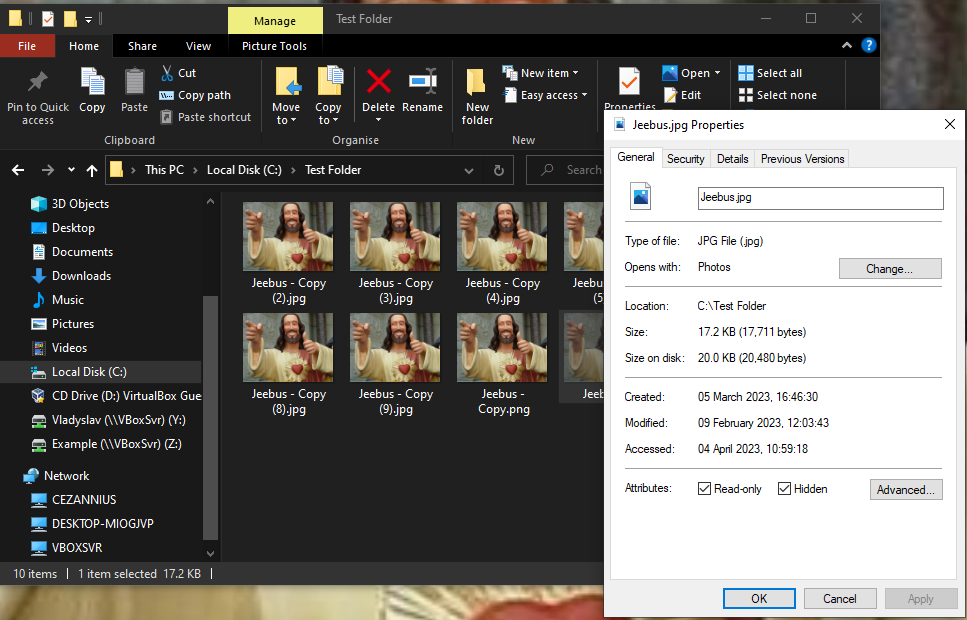 Manage
Test Folder
File
Home
Share
View
Picture Tools
Pin to Quick access
Copy
Paste
Cut
Copy path
Paste shortcut
Clipboard
Move to
Copy to
Delete
Rename
Organise
New folder
New item
Easy access
New
Properties
Open
Edit
Select all
Select none
This PC
Local Disk (C:)
Test Folder
Search
3D Objects
Desktop
Documents
Downloads
Music
Pictures
Videos
Local Disk (C:)
CD Drive (D:) VirtualBox Gue
Vladyslav (\\VBoxSvr) (Y:)
Example (\\VBoxSvr) (Z:)
Network
CEZANNIUS
DESKTOP-MIOGJVP
VBOXSVR
Jeebus - Copy
(2).jpg
Jeebus - Copy
(3).jpg
Jeebus - Copy
(4).jpg
Jeebu
(5
Jeebus - Copy
(8).jpg
Jeebus - Copy
(9).jpg
Jeebus -
Copy.png
Jeeb
10 items
1 item selected 17.2 KB
Jeebus.jpg Properties
General
Security
Details
Previous Versions
Jeebus.jpg
Type of file: JPG File (.jpg)
Opens with: Photos
Change...
Location: C:\Test Folder
Size: 17.2 KB (17,711 bytes)
Size on disk: 20.0 KB (20,480 bytes)
Created: 05 March 2023, 16:46:30
Modified: 09 February 2023, 12:03:43
Accessed: 04 April 2023, 10:59:18
Attributes: Read-only Hidden
Advanced...
OK
Cancel
Apply